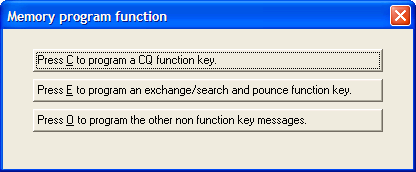 Memory program function
Press C to program a CQ function key.
Press E to program an exchange/search and pounce function key.
Press O to program the other non function key messages.